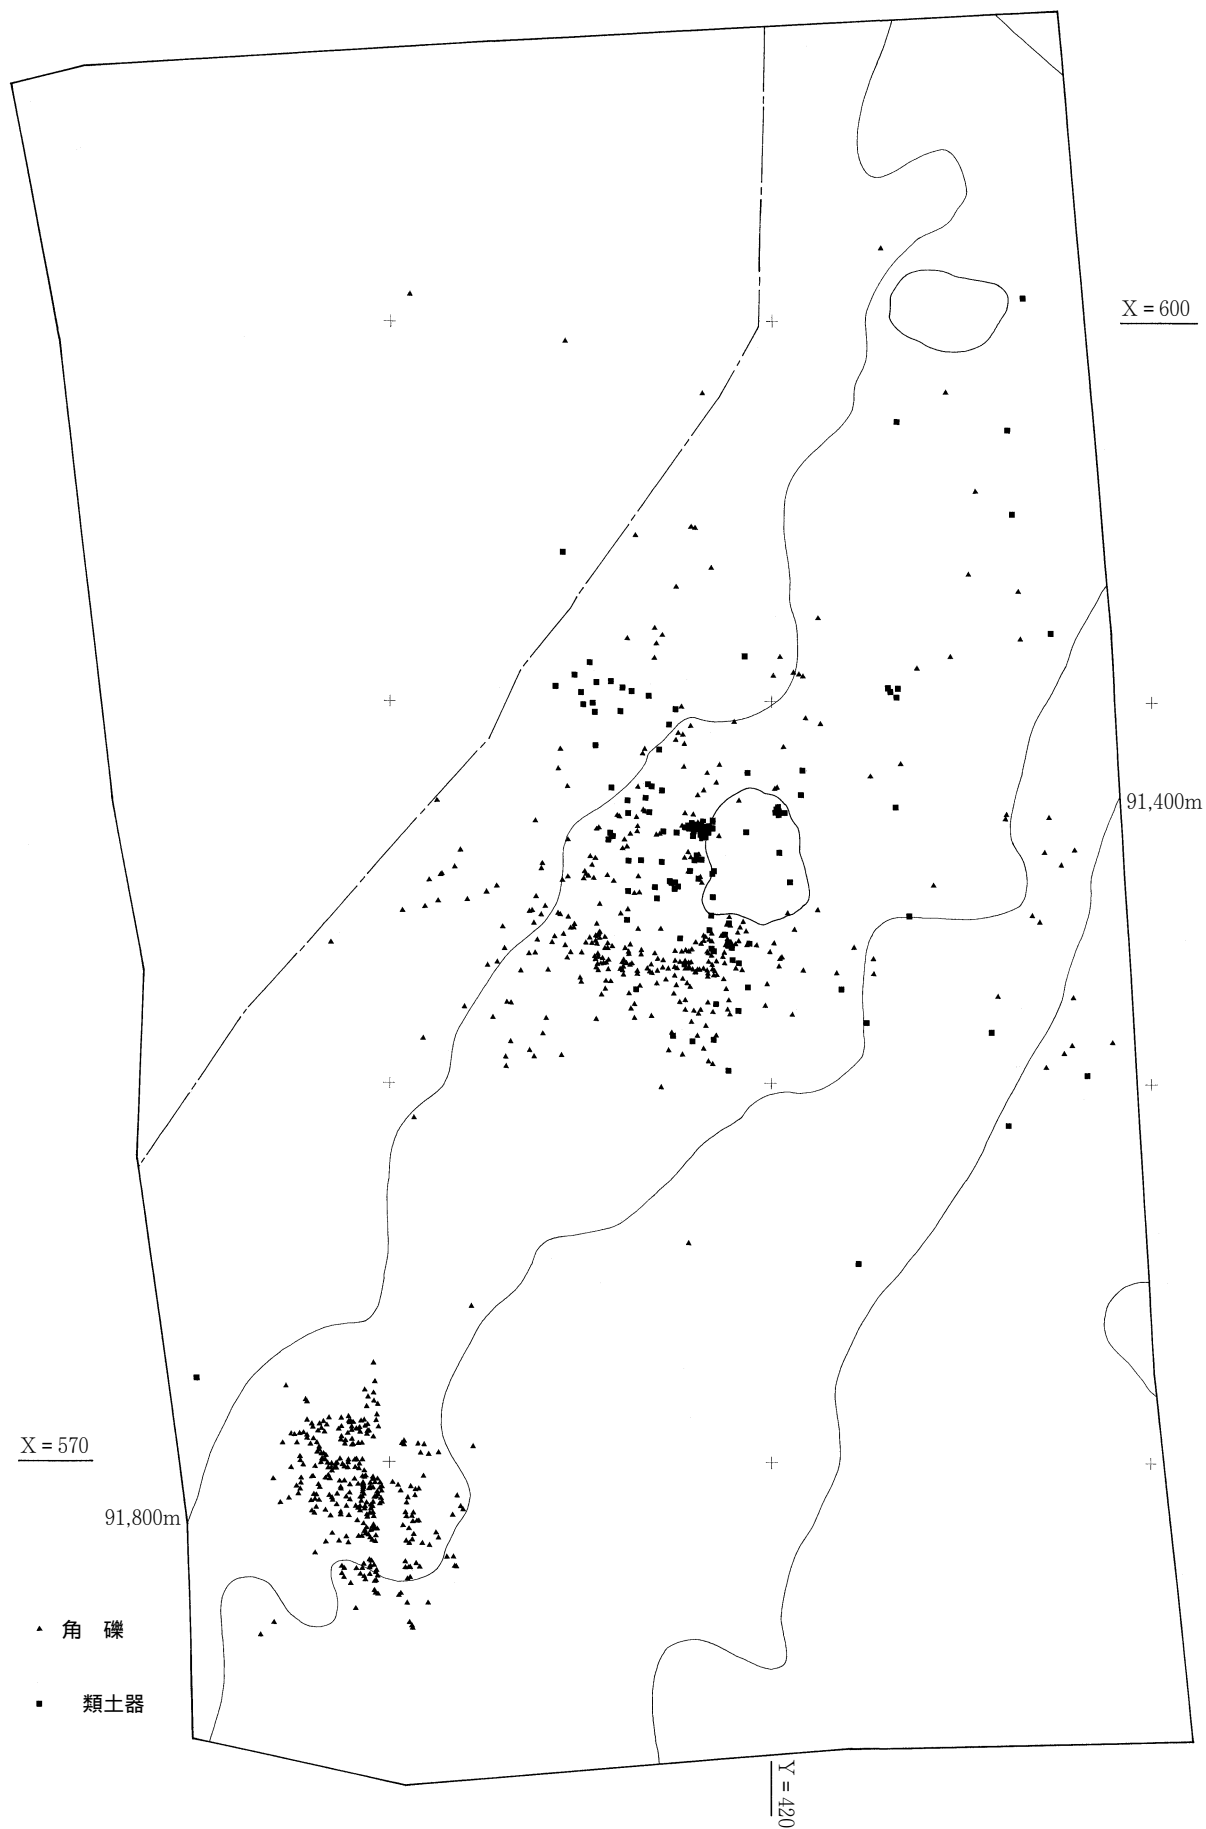 X = 600
91,400m
X = 570
91,800m
角 礫
類土器
Y = 420